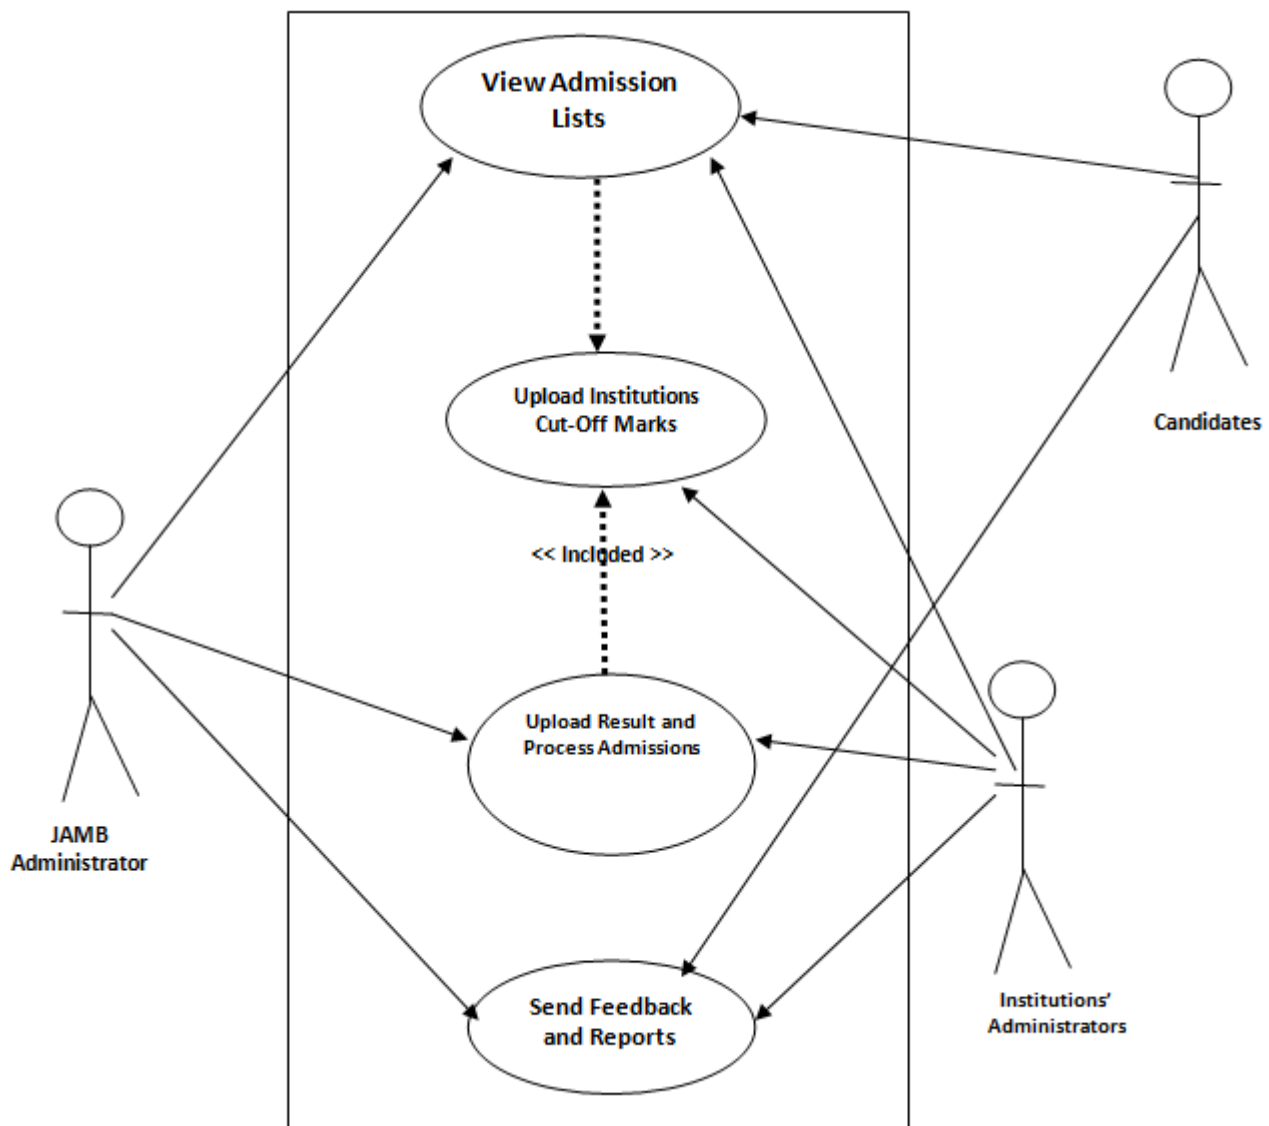 View Admission
Lists
Upload Institutions
Cut-Off Marks
Candidates
<< Included >>
Upload Result and
Process Admissions
JAMB
Administrator
Send Feedback
and Reports
Institutions’
Administrators